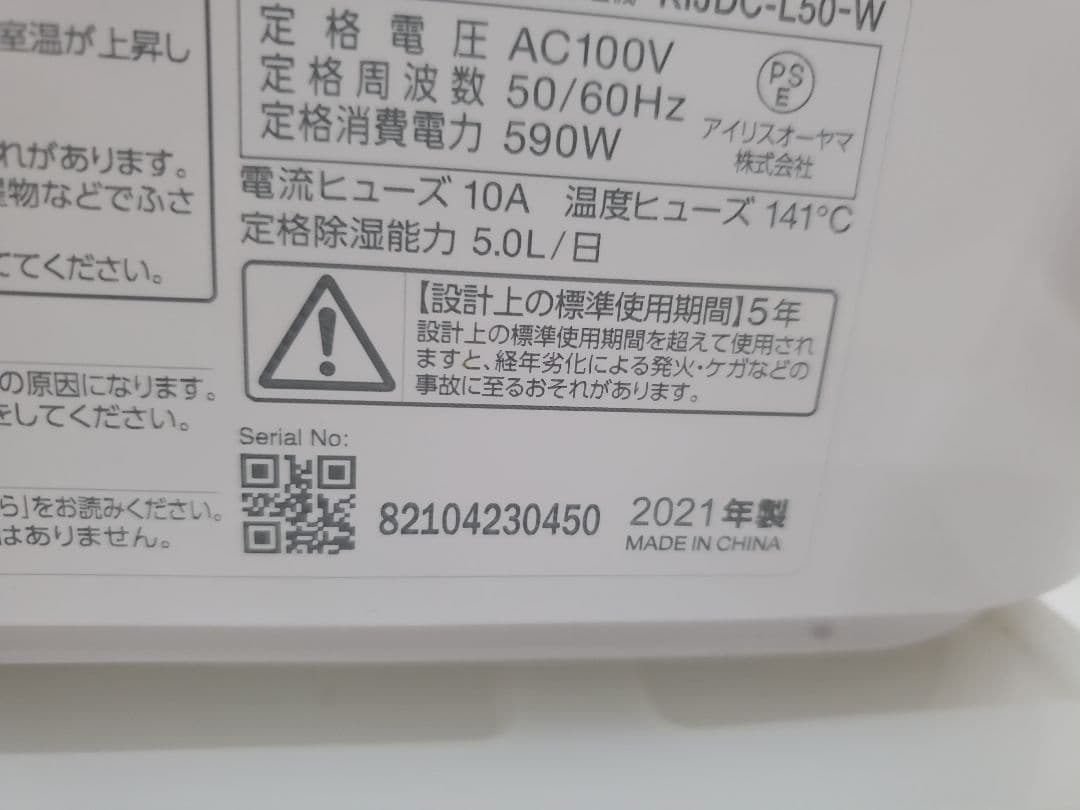 室温が上昇し
れがあります。
物などでふさ
てください。
の原因になります。
をしてください。
ら」をお読みください。
はありません。
KIJDC-L50-W
定格電圧 AC100V
定格周波数 50/60Hz
定格消費電力 590W
PSE
アイリスオーヤマ
株式会社
電流ヒューズ 10A 温度ヒューズ 141℃
定格除湿能力 5.0L/日
【設計上の標準使用期間】5年
設計上の標準使用期間を超えて使用され
ますと、経年劣化による発火・ケガなどの
事故に至るおそれがあります。
Serial No:
82104230450
2021年製
MADE IN CHINA